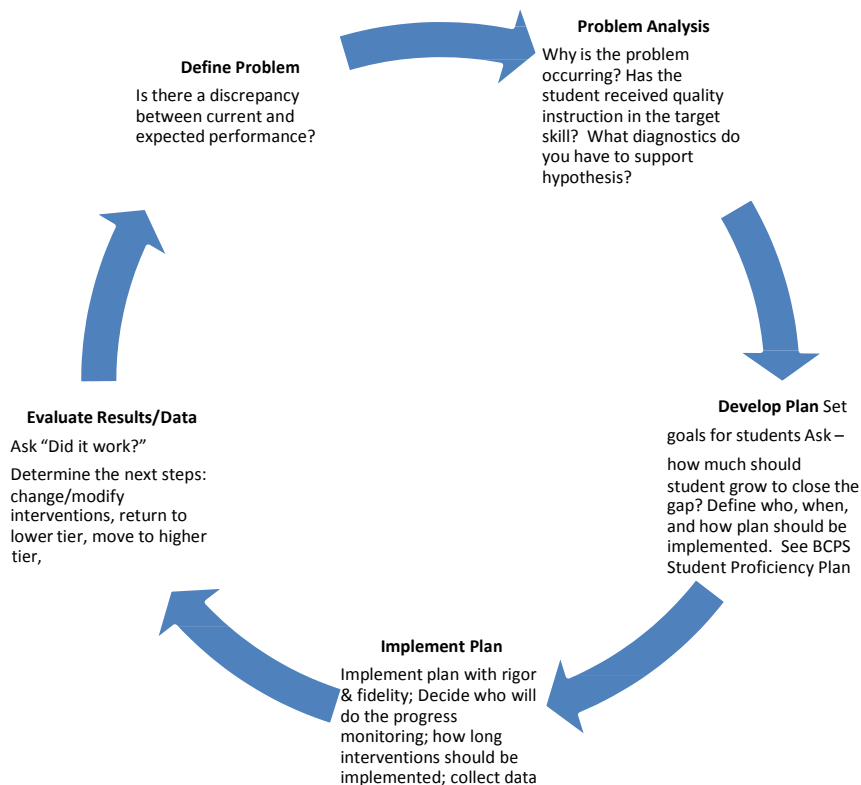 Define Problem
Is there a discrepancy
between current and
expected performance?
Problem Analysis
Why is the problem
occurring? Has the
student received quality
instruction in the target
skill?  What diagnostics do
you have to support
hypothesis?
Develop Plan Set
goals for students Ask –
how much should
student grow to close the
gap? Define who, when,
and how plan should be
implemented.  See BCPS
Student Proficiency Plan
Implement Plan
Implement plan with rigor
& fidelity; Decide who will
do the progress
monitoring; how long
interventions should be
implemented; collect data
Evaluate Results/Data
Ask “Did it work?”
Determine the next steps:
change/modify
interventions, return to
lower tier, move to higher
tier,